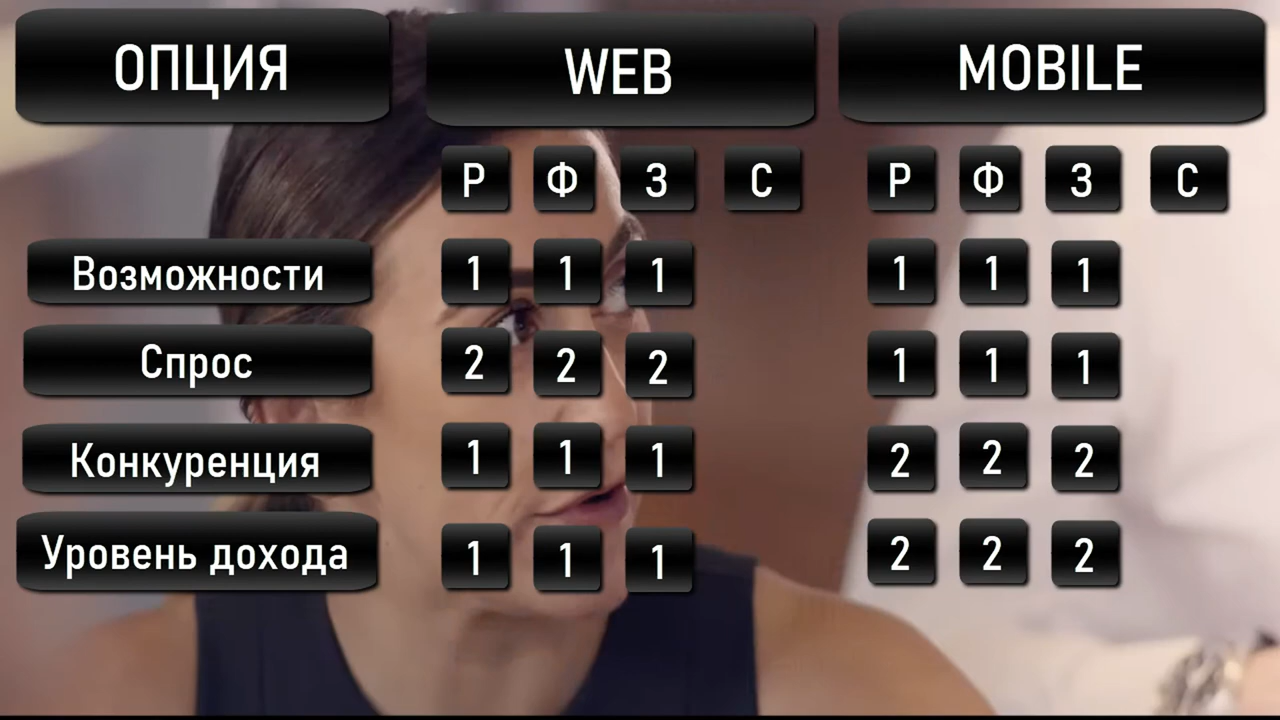 ОПЦИЯ WEB MOBILE
Р Ф З С Р Ф З С
Возможности 1 1 1 1 1 1
Спрос 2 2 2 1 1 1
Конкуренция 1 1 1 2 2 2
Уровень дохода 1 1 1 2 2 2